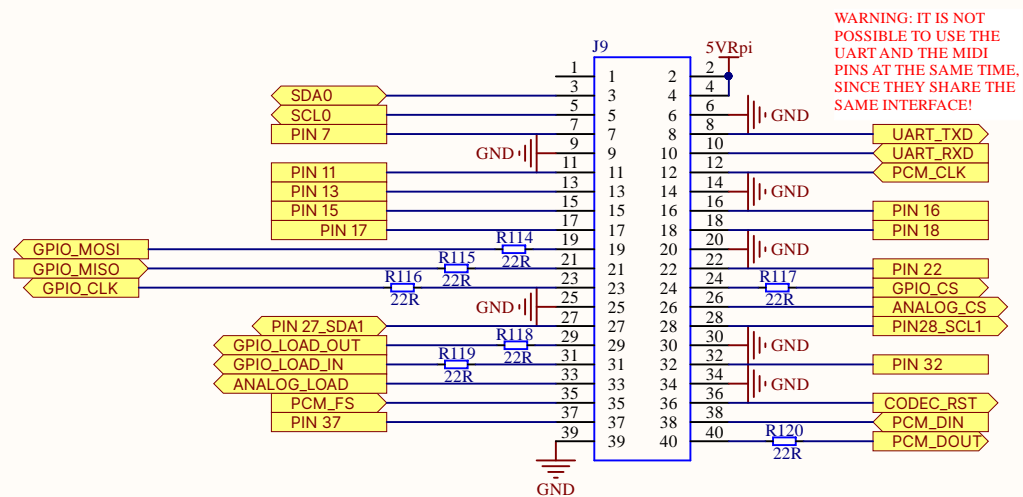 WARNING: IT IS NOT
POSSIBLE TO USE THE
UART AND THE MIDI
PINS AT THE SAME TIME,
SINCE THEY SHARE THE
SAME INTERFACE!
J9 5VRpi
1 1 2 2
SDA0 3 3 4 4
SCL0 5 5 6 6 GND
PIN 7 7 7 8 8 UART_TXD
GND 9 9 10 10 UART_RXD
PIN 11 11 11 12 12 PCM_CLK
PIN 13 13 13 14 14 GND
PIN 15 15 15 16 16 PIN 16
PIN 17 17 17 18 18 PIN 18
GPIO_MOSI R114 22R 19 19 20 20 GND
GPIO_MISO R115 22R 21 21 22 22 PIN 22
GPIO_CLK R116 22R 23 23 24 24 R117 22R GPIO_CS
GND 25 25 26 26 ANALOG_CS
PIN 27_SDA1 27 27 28 28 PIN28_SCL1
GPIO_LOAD_OUT R118 22R 29 29 30 30 GND
GPIO_LOAD_IN R119 22R 31 31 32 32 PIN 32
ANALOG_LOAD 33 33 34 34 GND
PCM_FS 35 35 36 36 CODEC_RST
PIN 37 37 37 38 38 PCM_DIN
39 39 40 40 R120 22R PCM_DOUT
GND